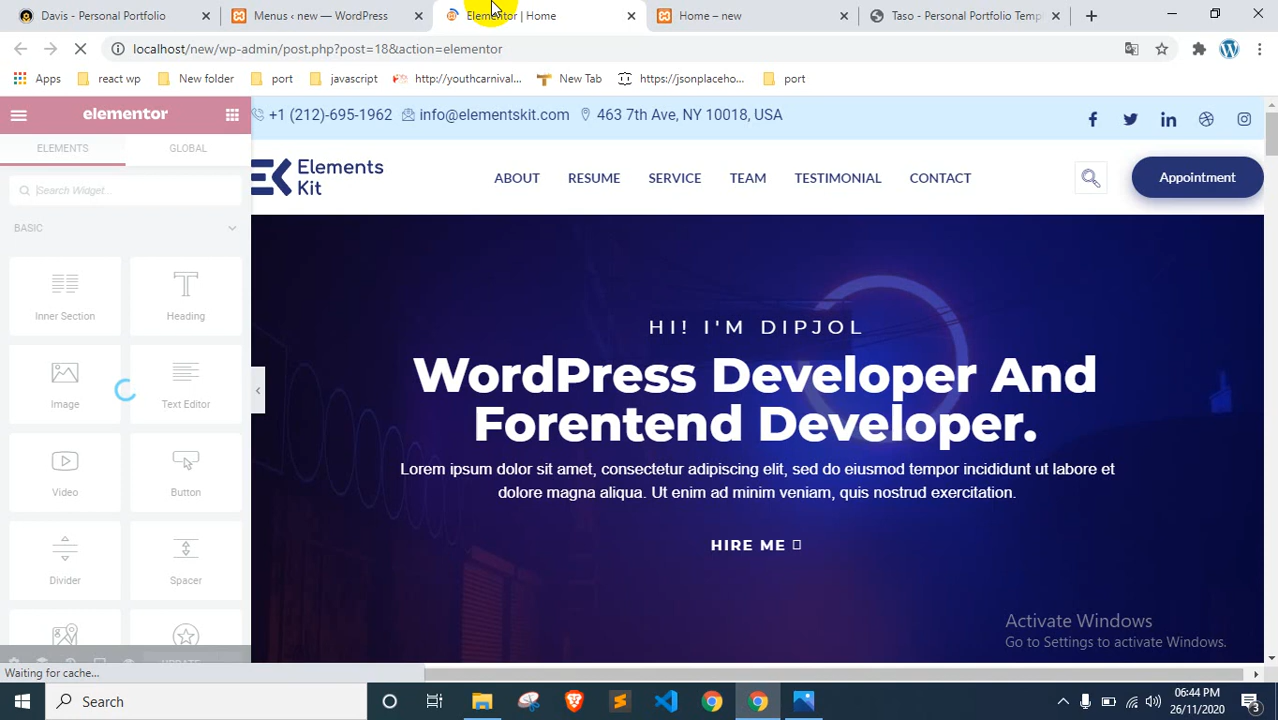 Davis - Personal Portfolio
Menus — WordPress
Elementor | Home
Home – new
Taso - Personal Portfolio Temp
localhost/new/wp-admin/post.php?post=18&action=elementor
Apps
react wp
New folder
port
javascript
http://youthcarnival...
New Tab
https://jsonplaceho...
port
elementor
+1 (212)-695-1962 info@elementskit.com 463 7th Ave, NY 10018, USA
ELEMENTS GLOBAL
Search Widget...
Elements
Kit
ABOUT RESUME SERVICE TEAM TESTIMONIAL CONTACT
Appointment
BASIC
Inner Section
Heading
Image
Text Editor
Video
Button
Divider
Spacer
HI! I'M DIPJOL
WordPress Developer And
Forentend Developer.
Lorem ipsum dolor sit amet, consectetur adipiscing elit, sed do eiusmod tempor incididunt ut labore et
dolore magna aliqua. Ut enim ad minim veniam, quis nostrud exercitation.
HIRE ME
Activate Windows
Go to Settings to activate Windows.
UPDATE
Waiting for cache...
Search
06:44 PM
26/11/2020
3